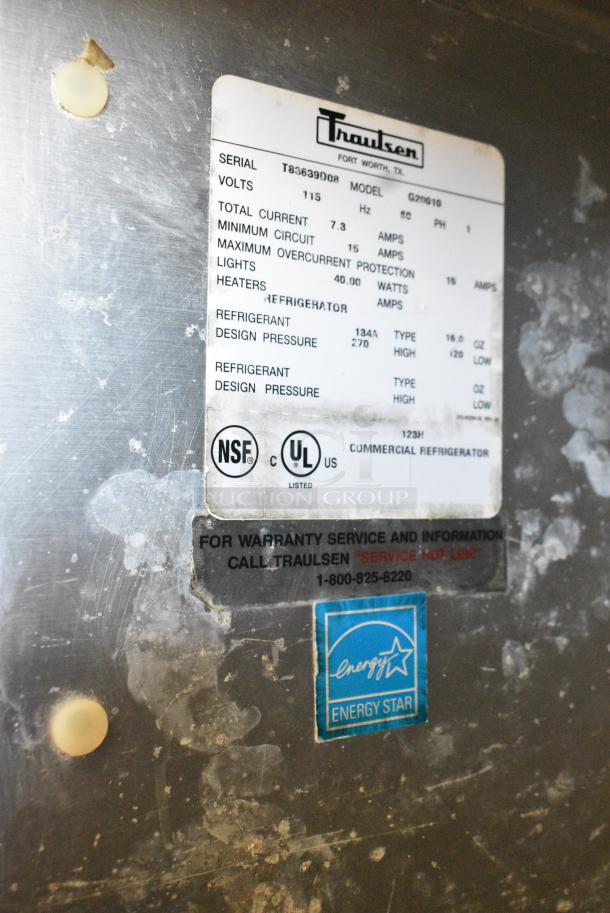 Traulsen
FORT WORTH, TX.
SERIAL T83639D08 MODEL G20010
VOLTS 115 Hz 60 PH 1
TOTAL CURRENT 7.3 AMPS
MINIMUM CIRCUIT 15 AMPS
MAXIMUM OVERCURRENT PROTECTION 15 AMPS
LIGHTS 40.00 WATTS
HEATERS AMPS
REFRIGERATOR
REFRIGERANT 134A TYPE 16.0 OZ
DESIGN PRESSURE 270 HIGH 120 LOW
REFRIGERANT TYPE OZ
DESIGN PRESSURE HIGH LOW
NSF® C UL® US
LISTED
123H
COMMERCIAL REFRIGERATOR
AUCTION GROUP
FOR WARRANTY SERVICE AND INFORMATION
CALL TRAULSEN "SERVICE HOT LINE"
1-800-825-8220
energy
ENERGY STAR